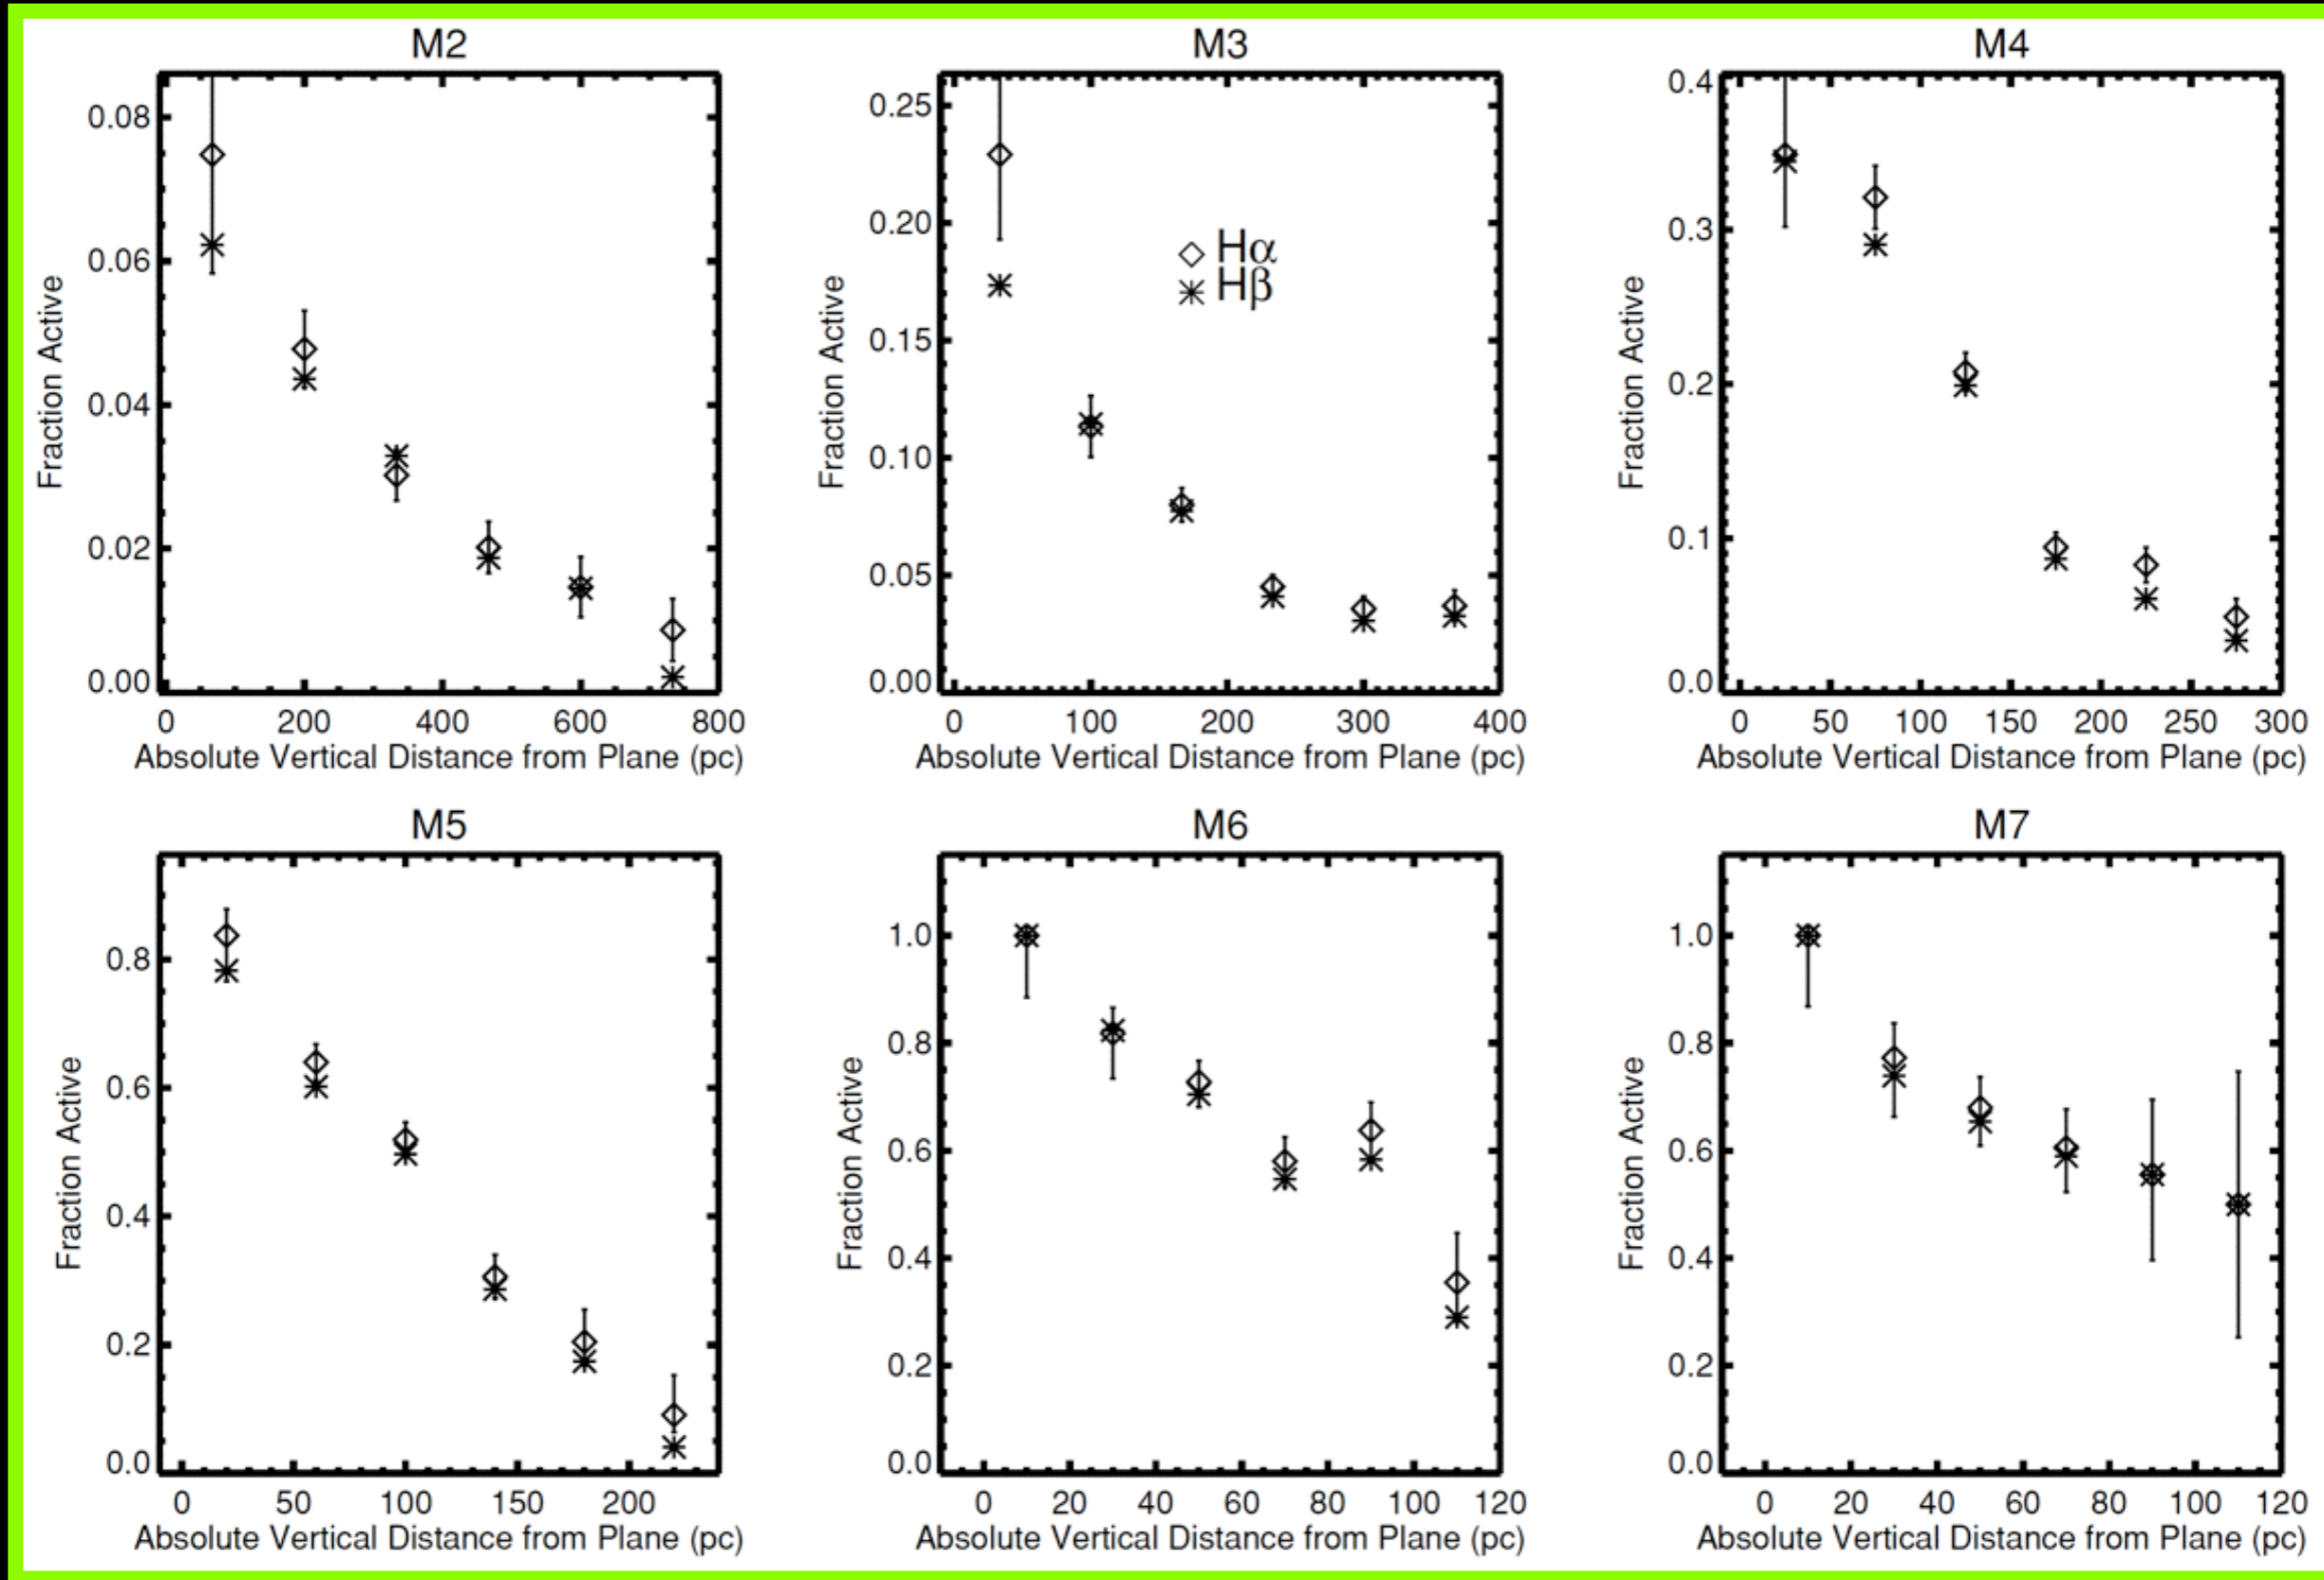 M2
0.08
0.06
0.04
0.02
0.00
Fraction Active
0 200 400 600 800
Absolute Vertical Distance from Plane (pc)
M3
0.25
0.20
0.15
0.10
0.05
0.00
Fraction Active
Hα
Hβ
0 100 200 300 400
Absolute Vertical Distance from Plane (pc)
M4
0.4
0.3
0.2
0.1
0.0
Fraction Active
0 50 100 150 200 250 300
Absolute Vertical Distance from Plane (pc)
M5
0.8
0.6
0.4
0.2
0.0
Fraction Active
0 50 100 150 200
Absolute Vertical Distance from Plane (pc)
M6
1.0
0.8
0.6
0.4
0.2
0.0
Fraction Active
0 20 40 60 80 100 120
Absolute Vertical Distance from Plane (pc)
M7
1.0
0.8
0.6
0.4
0.2
0.0
Fraction Active
0 20 40 60 80 100 120
Absolute Vertical Distance from Plane (pc)